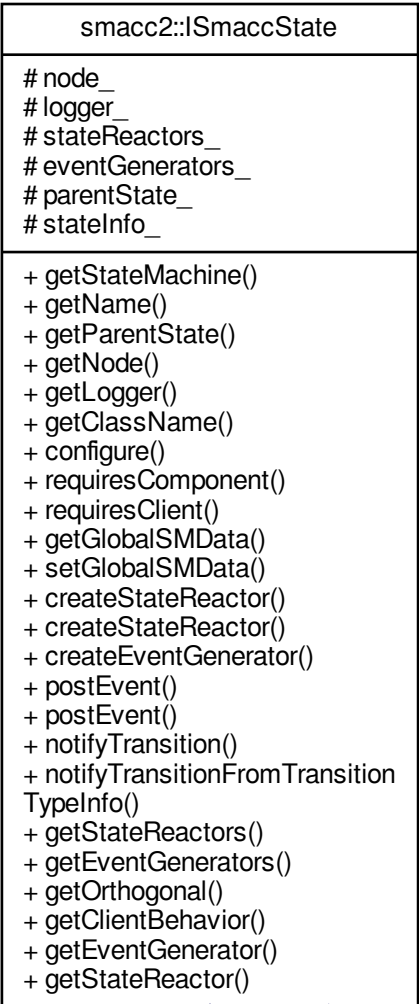 smacc2::ISmaccState
# node_
# logger_
# stateReactors_
# eventGenerators_
# parentState_
# stateInfo_
+ getStateMachine()
+ getName()
+ getParentState()
+ getNode()
+ getLogger()
+ getClassName()
+ configure()
+ requiresComponent()
+ requiresClient()
+ getGlobalSMData()
+ setGlobalSMData()
+ createStateReactor()
+ createStateReactor()
+ createEventGenerator()
+ postEvent()
+ postEvent()
+ notifyTransition()
+ notifyTransitionFromTransition
TypeInfo()
+ getStateReactors()
+ getEventGenerators()
+ getOrthogonal()
+ getClientBehavior()
+ getEventGenerator()
+ getStateReactor()